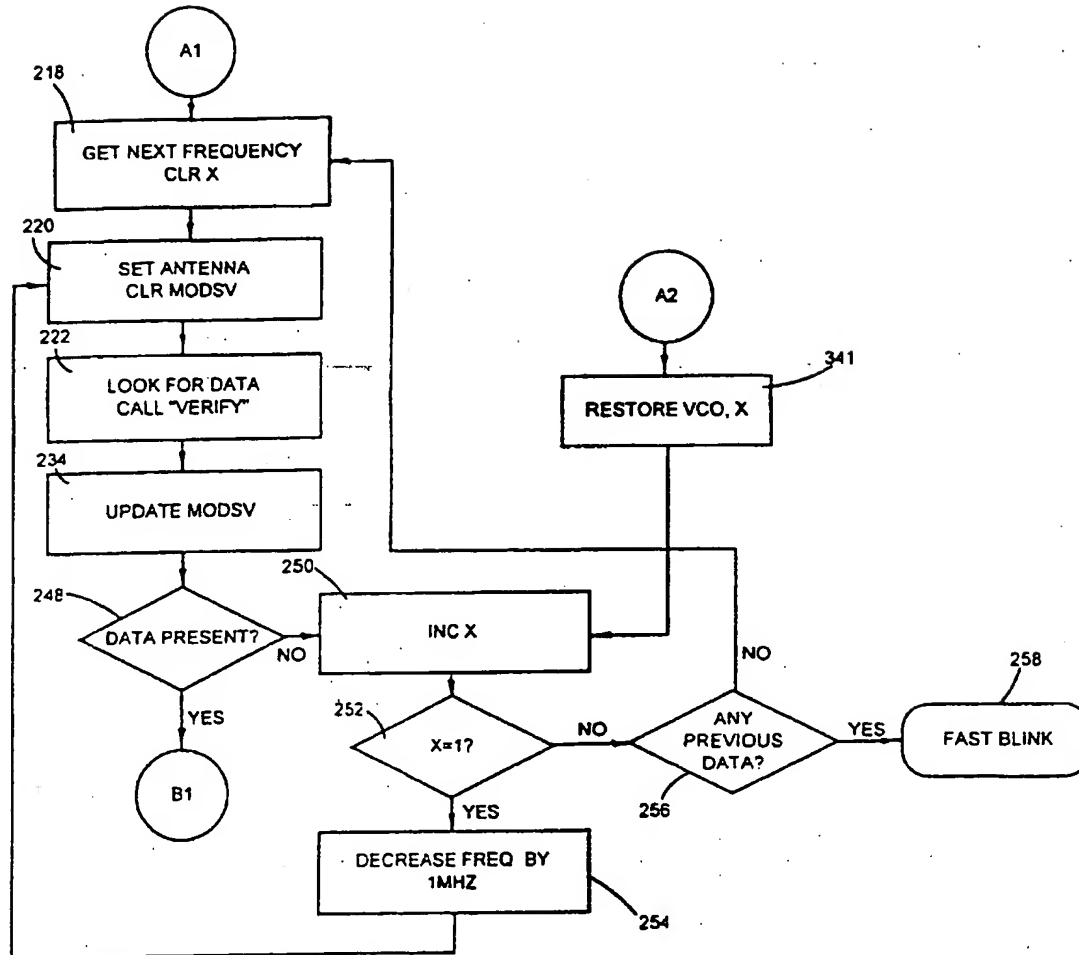 A1
218
GET NEXT FREQUENCY
CLR X
220
SET ANTENNA
CLR MODSV
A2
222
LOOK FOR DATA
CALL "VERIFY"
341
RESTORE VCO, X
234
UPDATE MODSV
250
248
DATA PRESENT?
NO
INC X
NO
258
YES
252
X=1?
NO
ANY
PREVIOUS
DATA?
YES
FAST BLINK
256
B1
YES
DECREASE FREQ BY
1MHZ
254